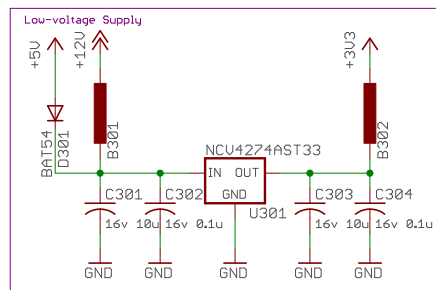 Low-voltage Supply
+5V
+12V
+3V3
BAT54
D301
B301
NCV4274AST33
B302
IN OUT
GND
U301
C301
C302
C303
C304
16v
10u
16v
0.1u
16v
10u
16v
0.1u
GND
GND
GND
GND
GND